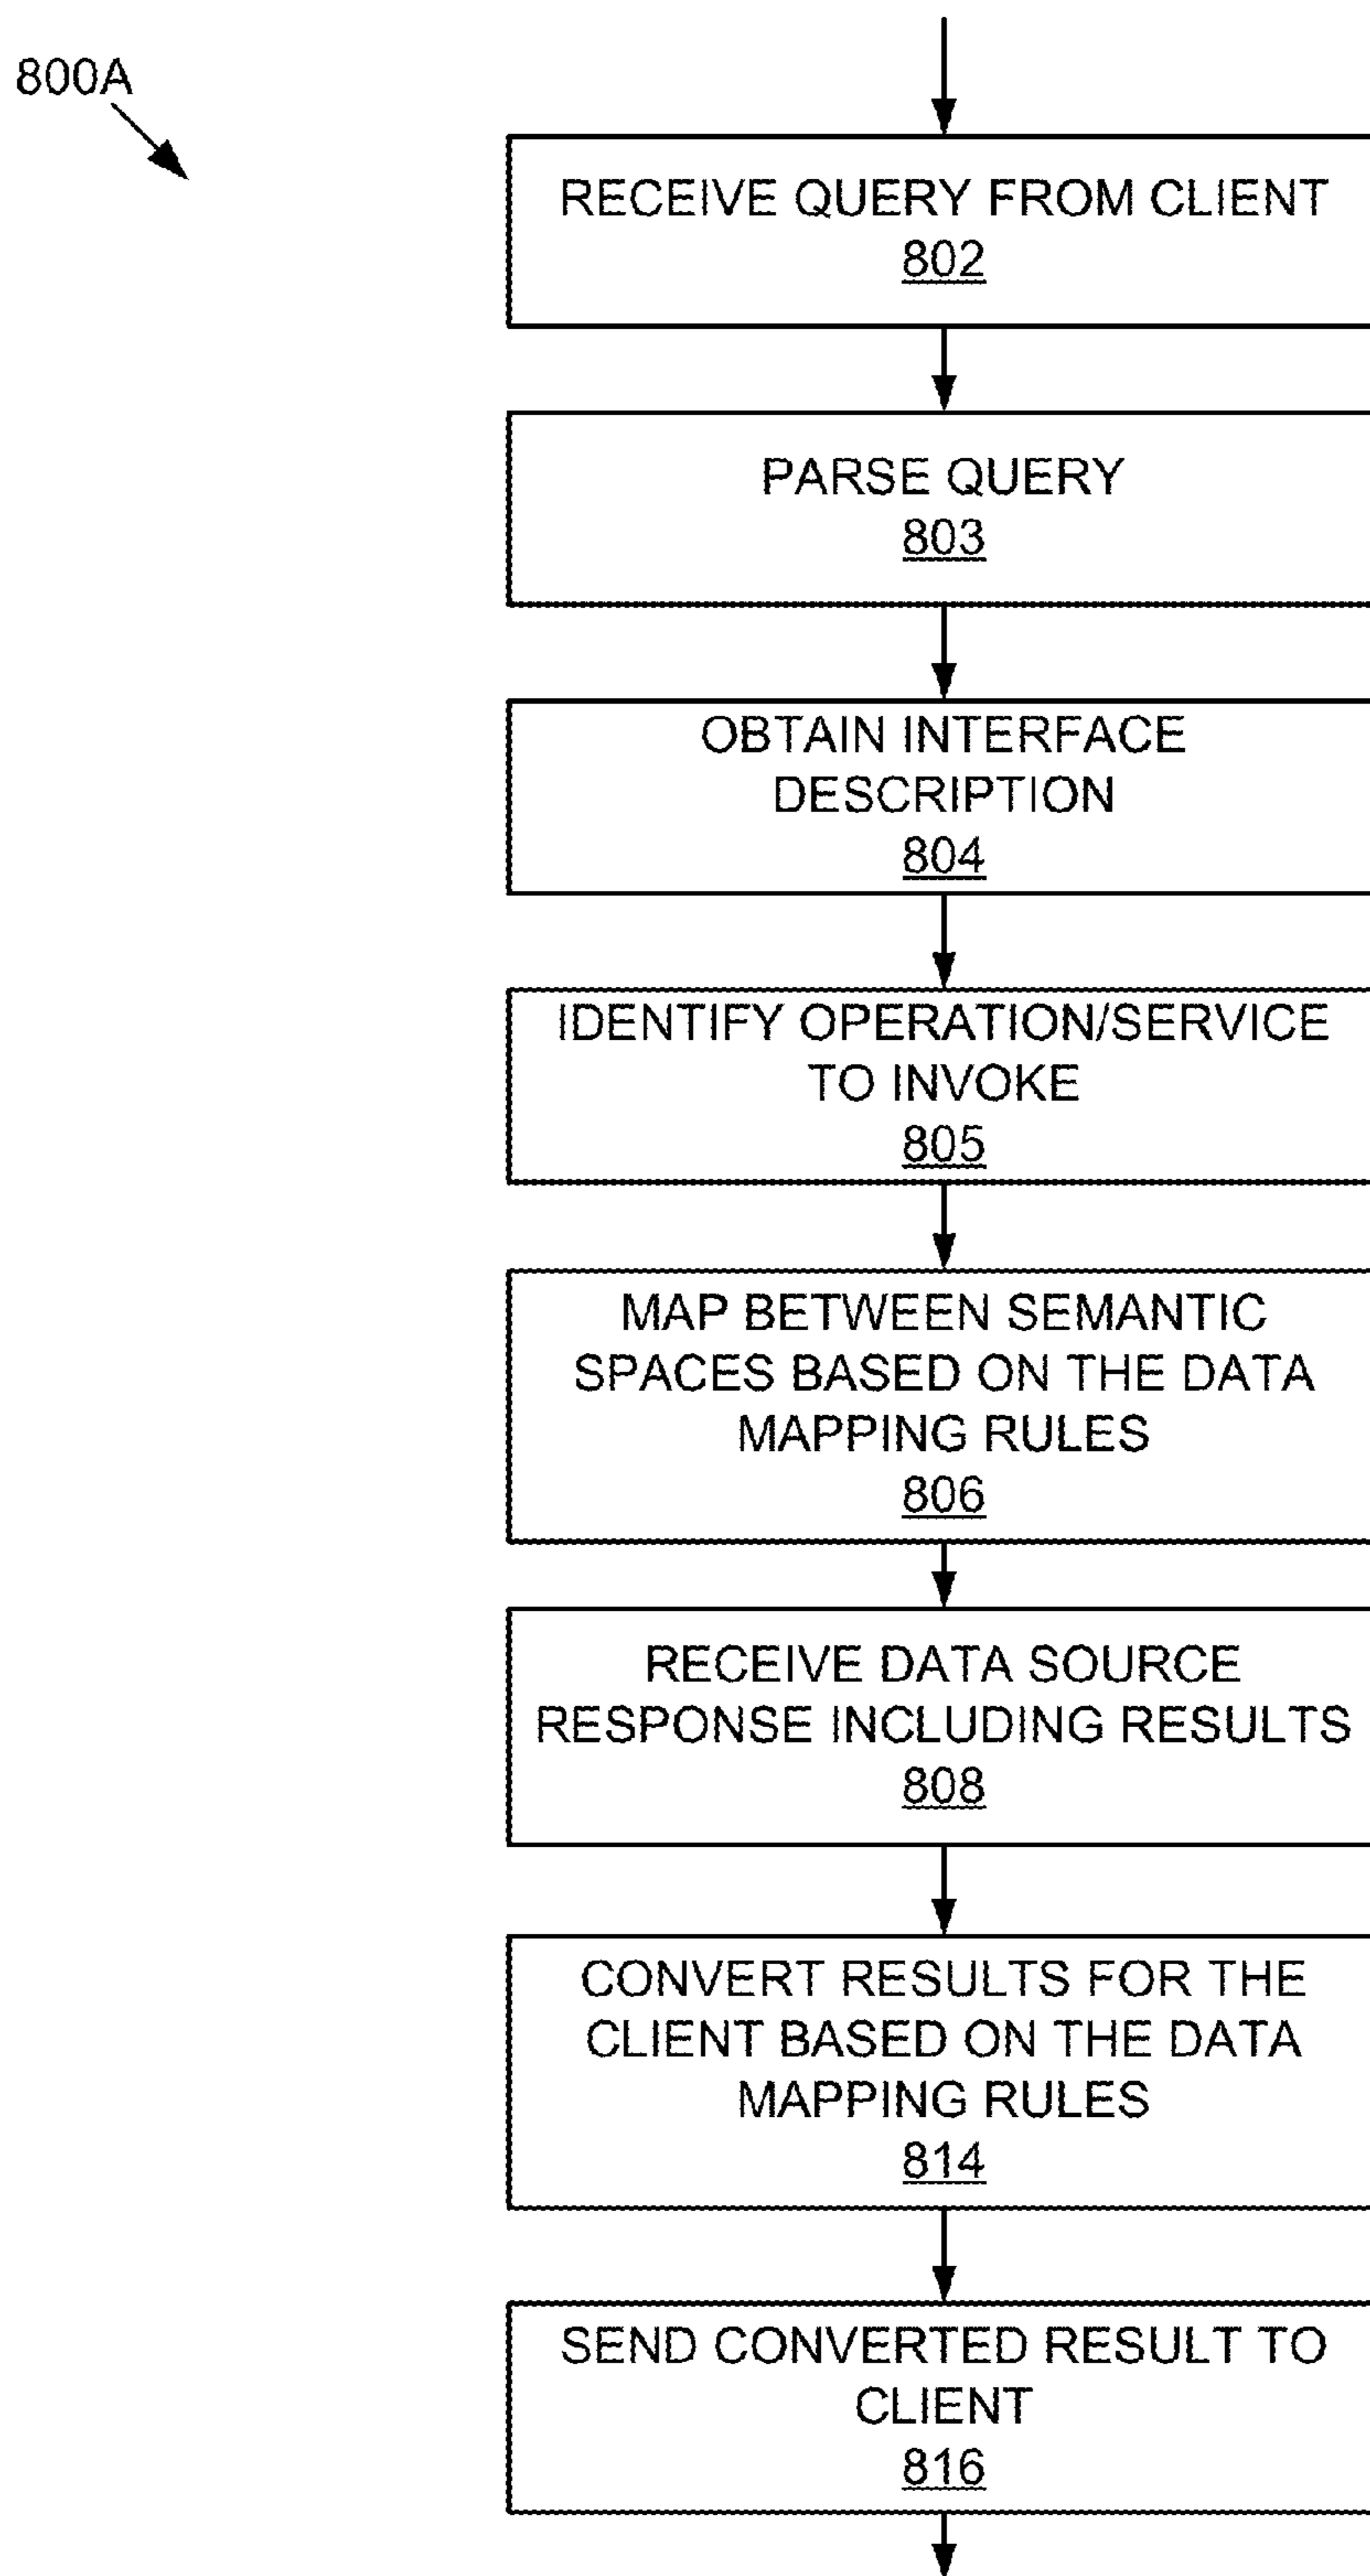 800A
RECEIVE QUERY FROM CLIENT
802
PARSE QUERY
803
OBTAIN INTERFACE
DESCRIPTION
804
IDENTIFY OPERATION/SERVICE
TO INVOKE
805
MAP BETWEEN SEMANTIC
SPACES BASED ON THE DATA
MAPPING RULES
806
RECEIVE DATA SOURCE
RESPONSE INCLUDING RESULTS
808
CONVERT RESULTS FOR THE
CLIENT BASED ON THE DATA
MAPPING RULES
814
SEND CONVERTED RESULT TO
CLIENT
816